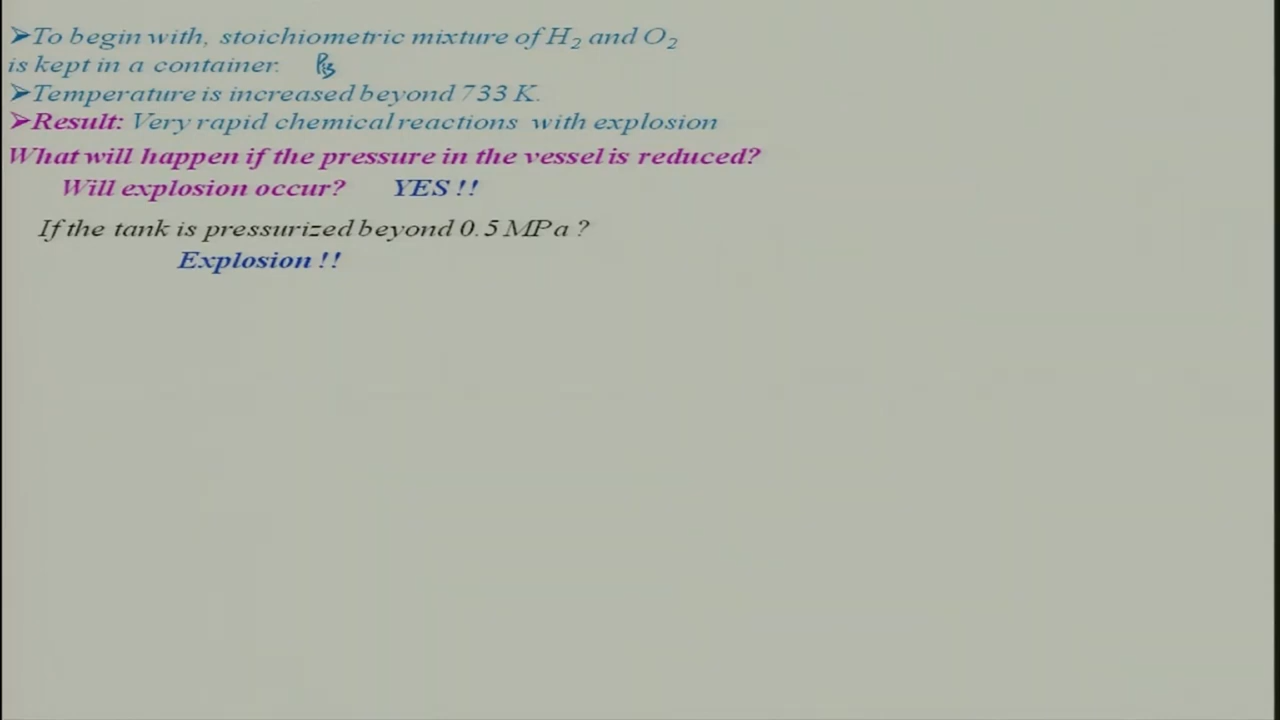 ➢To begin with, stoichiometric mixture of H₂ and O₂
is kept in a container.
➢Temperature is increased beyond 733 K.
➢Result: Very rapid chemical reactions with explosion
What will happen if the pressure in the vessel is reduced?
Will explosion occur? YES !!
If the tank is pressurized beyond 0.5 MPa ?
Explosion !!